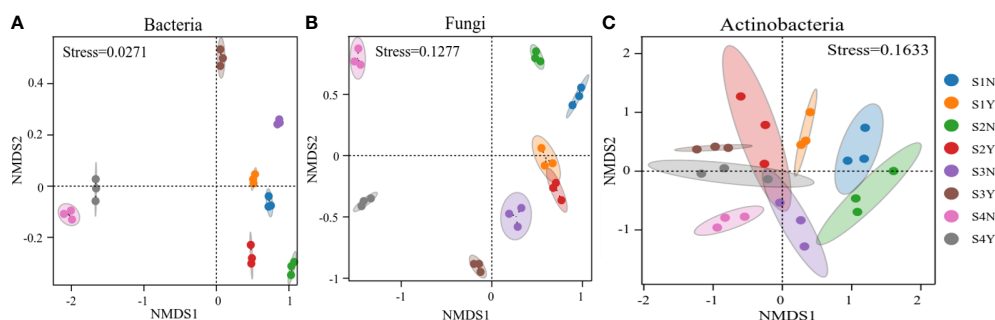 A
Bacteria
Stress=0.0271
0.4
0.2
0
-0.2
NMDS2
-2
-1
0
1
NMDS1
B
Fungi
Stress=0.1277
0.5
0
-0.5
-1
NMDS2
-1
0
1
NMDS1
C
Actinobacteria
Stress=0.1633
2
1
0
-1
NMDS2
-2
-1
0
1
2
NMDS1
S1N
S1Y
S2N
S2Y
S3N
S3Y
S4N
S4Y